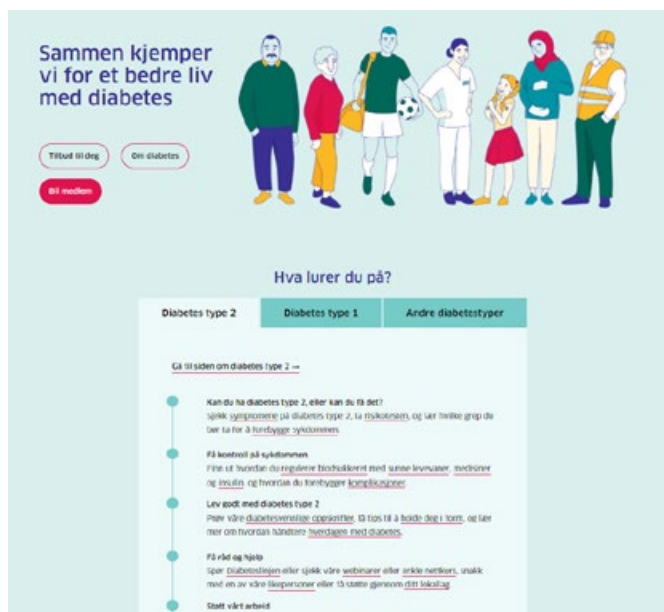 Sammen kjemper
vi for et bedre liv
med diabetes
Tilbud til deg
Om diabetes
Bli medlem
Hva lurer du på?
Diabetes type 2
Diabetes type 1
Andre diabetestyper
Gå til siden om diabetes type 2 →
Kan du ha diabetes type 2, eller kan du få det?
Sjekk symptomene på diabetes type 2, ta risikotesten, og lær hvilke grep du
bør ta for å forebygge sykdommen.
Få kontroll på sykdommen
Finn ut hvordan du regulerer blodsukkeret med sunne levevaner, medisiner
og insulin, og hvordan du forebygger komplikasjoner
Lev godt med diabetes type 2
Prøv våre diabetesvennlige oppskrifter, få tips til å holde deg i form, og lær
mer om hvordan håndtere hverdagen med diabetes.
Få råd og hjelp
Spør Diabeteslinjen eller sjekk våre webinarer eller enkle nettkurs, snakk
med en av våre likepersoner eller få støtte gjennom ditt lokallag.
Støtt vårt arbeid